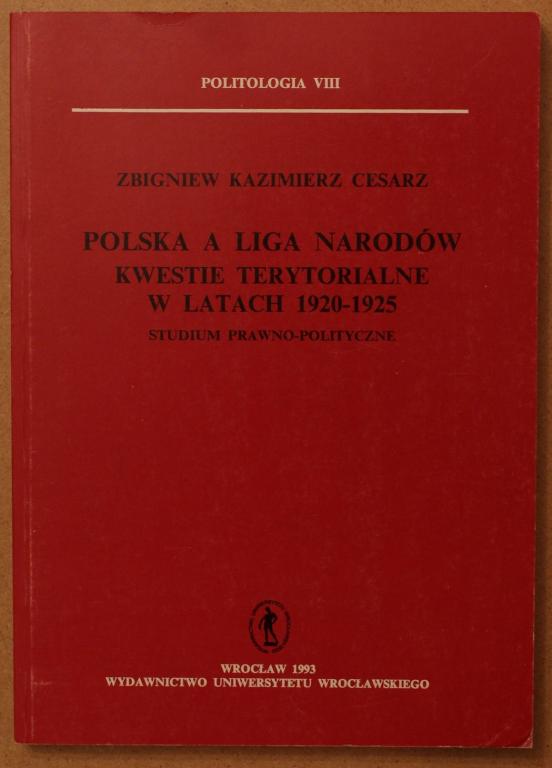 POLITOLOGIA VIII
ZBIGNIEW KAZIMIERZ CESARZ
POLSKA A LIGA NARODÓW
KWESTIE TERYTORIALNE
W LATACH 1920-1925
STUDIUM PRAWNO-POLITYCZNE
WROCŁAW 1993
WYDAWNICTWO UNIWERSYTETU WROCŁAWSKIEGO